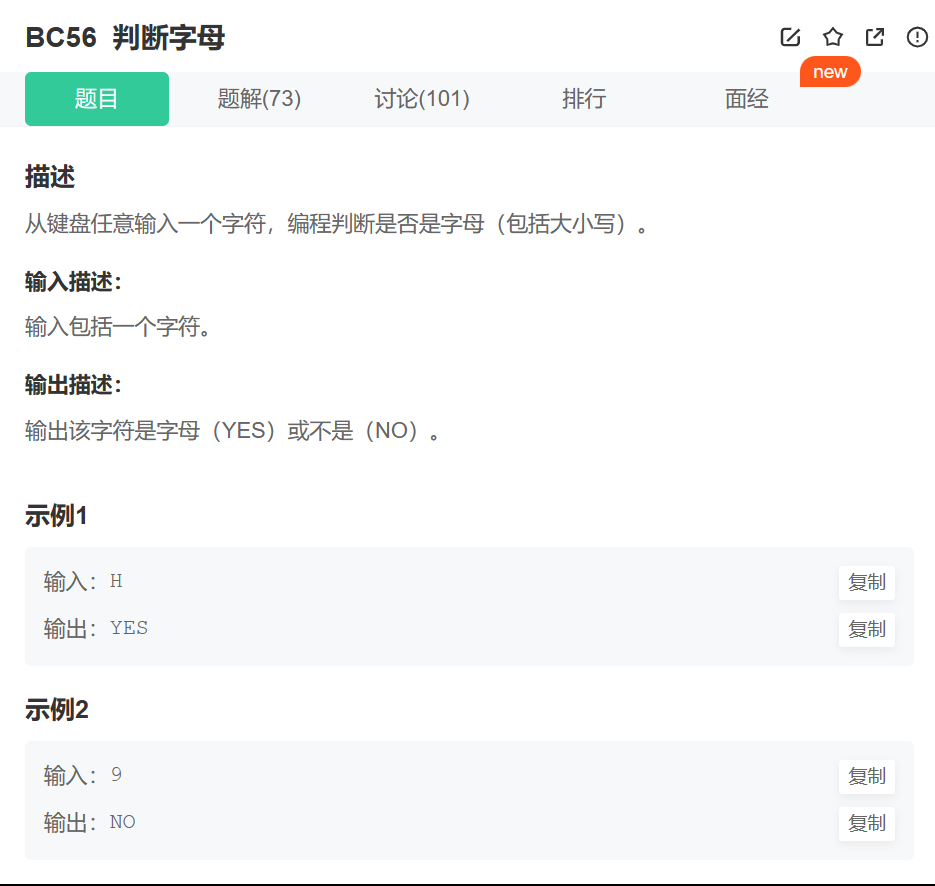 BC56 判断字母
new
题目 题解(73) 讨论(101) 排行 面经
描述
从键盘任意输入一个字符，编程判断是否是字母（包括大小写）。
输入描述：
输入包括一个字符。
输出描述：
输出该字符是字母（YES）或不是（NO）。
示例1
输入：H 复制
输出：YES 复制
示例2
输入：9 复制
输出：NO 复制